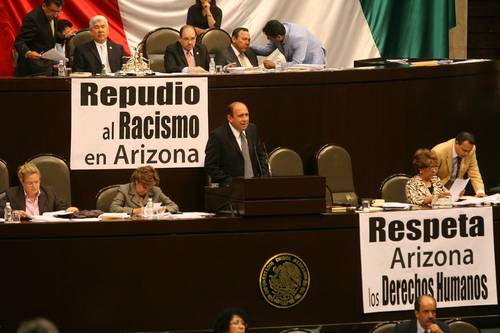 Repudio
al Racismo
en Arizona
Respeta
Arizona
los Derechos Humanos